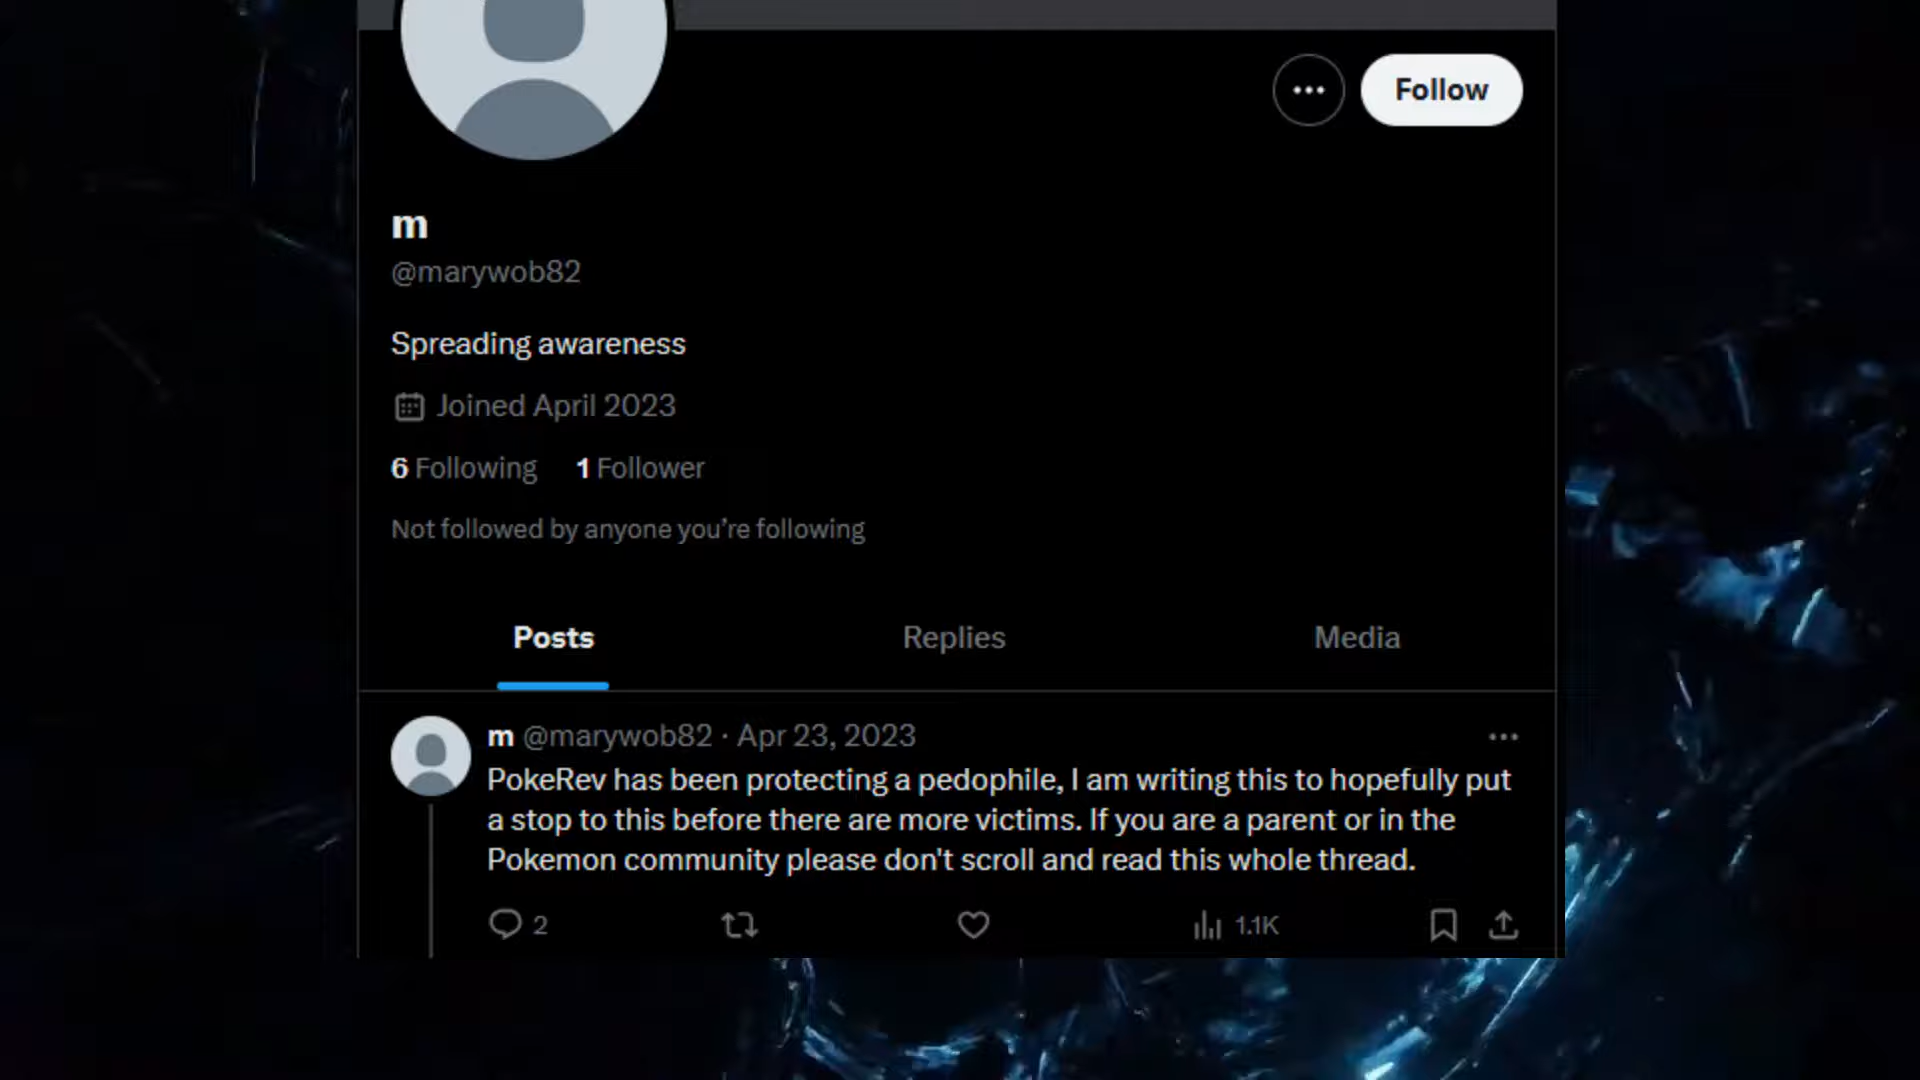 Follow
m
@marywob82
Spreading awareness
Joined April 2023
6 Following 1 Follower
Not followed by anyone you're following
Posts Replies Media
m @marywob82 · Apr 23, 2023
PokeRev has been protecting a pedophile, I am writing this to hopefully put
a stop to this before there are more victims. If you are a parent or in the
Pokemon community please don't scroll and read this whole thread.
2 1.1K